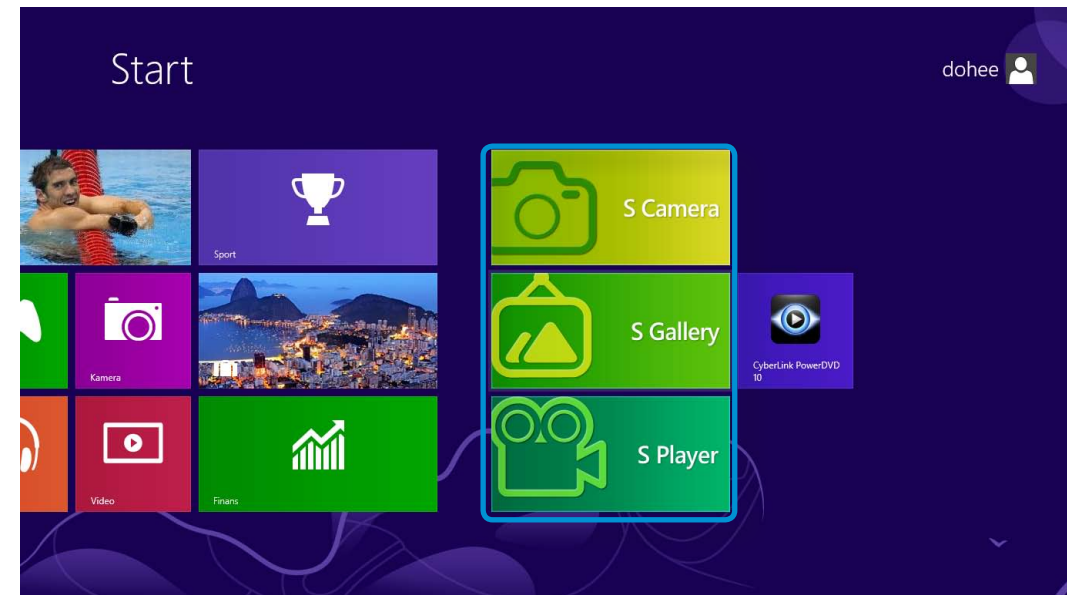 Start
dohee
Sport
S Camera
Kamera
S Gallery
CyberLink PowerDVD
10
Video
Finans
S Player